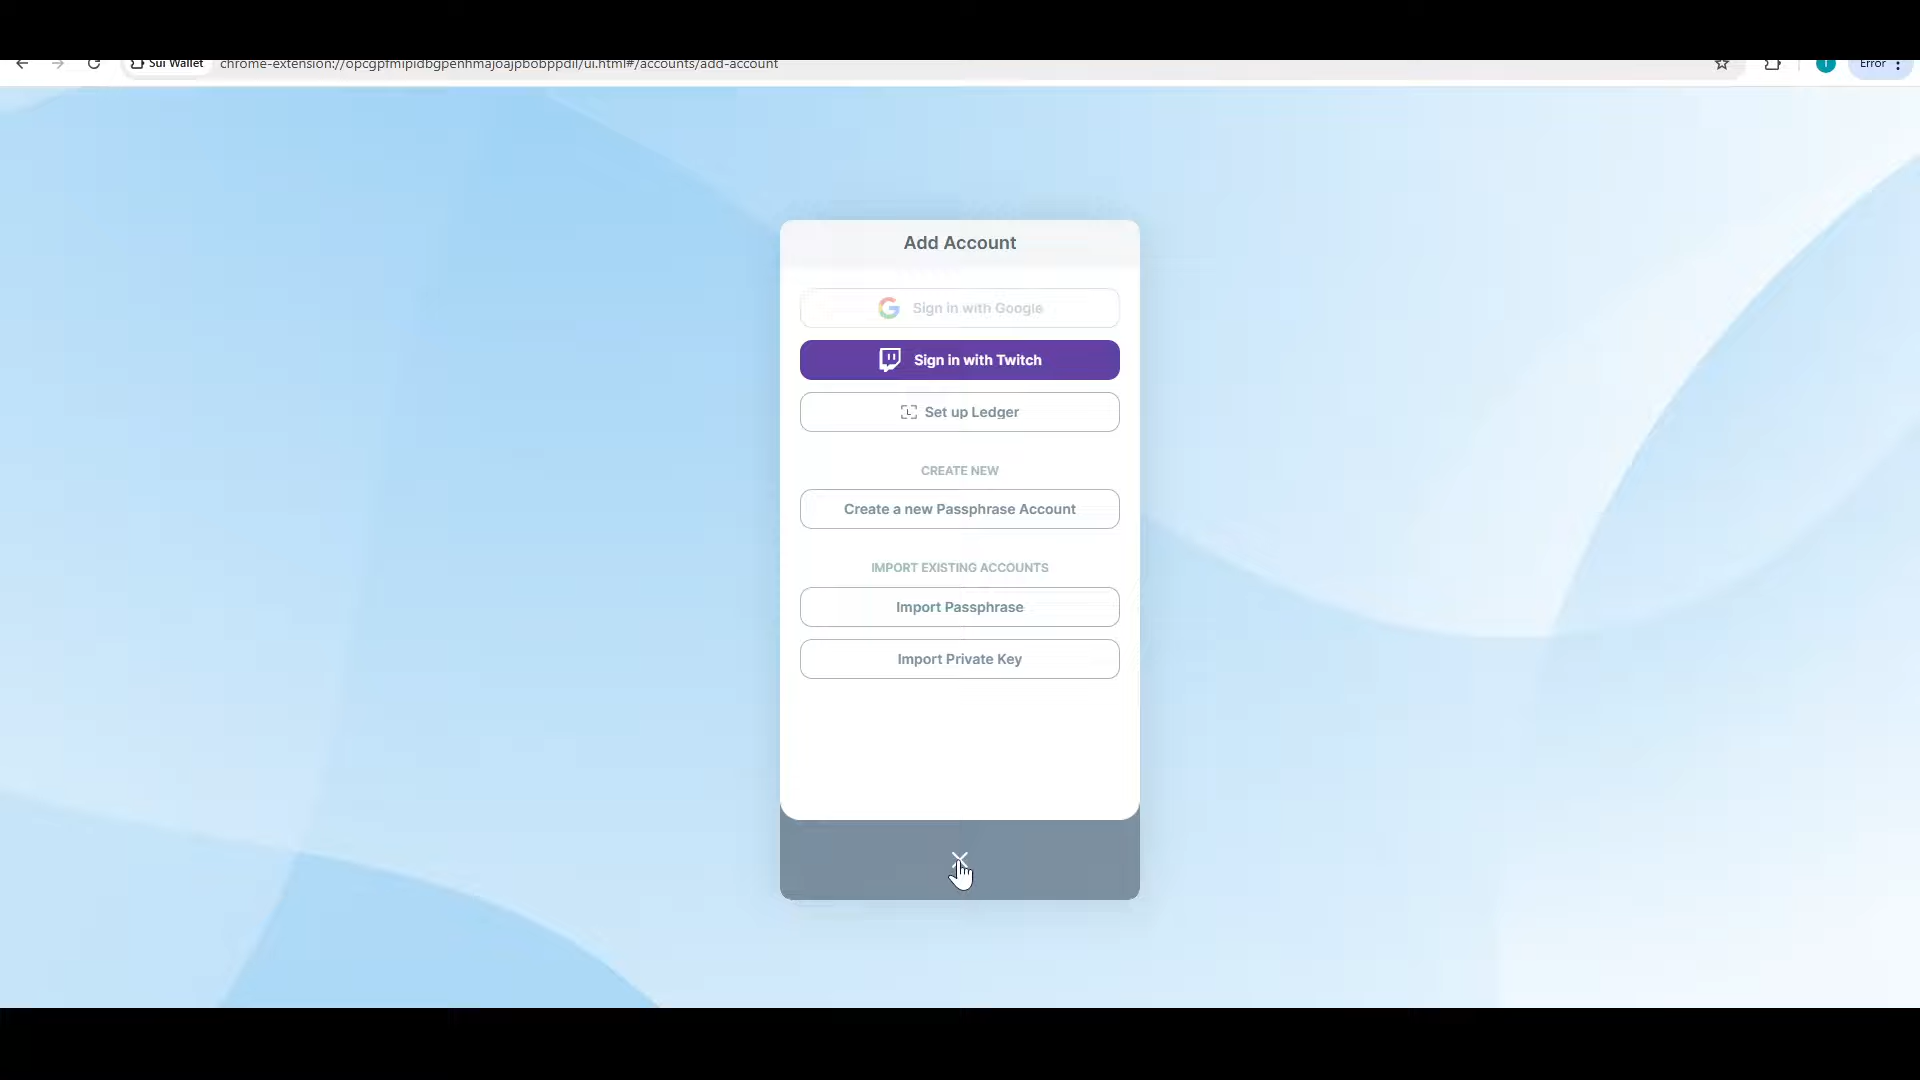 Sui Wallet
chrome-extension://opcgpfmipidbgpenhmajoajpbobppdil/ui.html#/accounts/add-account
Error
Add Account
Sign in with Google
Sign in with Twitch
Set up Ledger
CREATE NEW
Create a new Passphrase Account
IMPORT EXISTING ACCOUNTS
Import Passphrase
Import Private Key